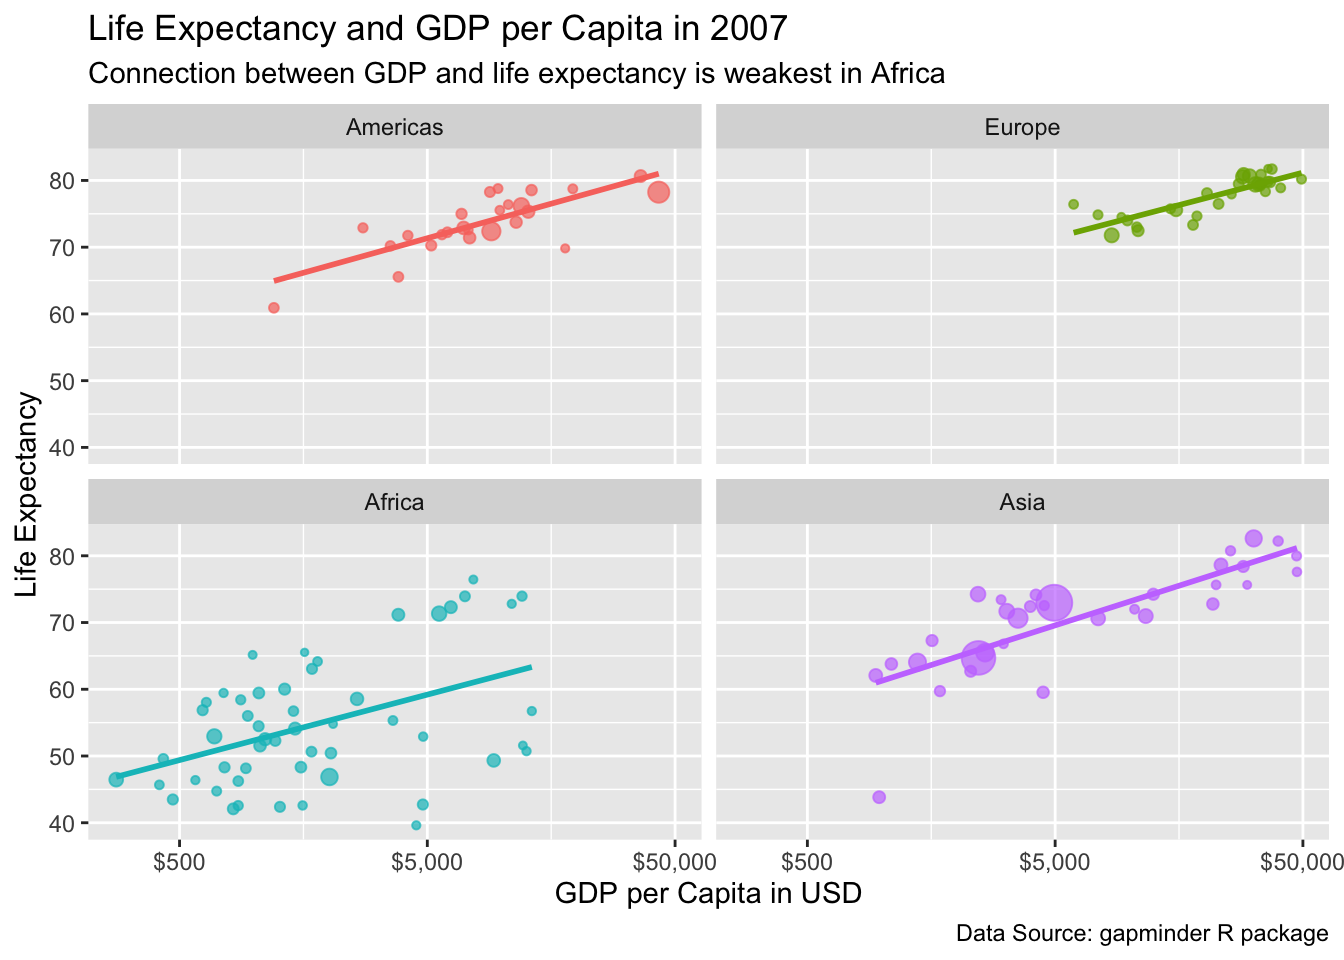 Life Expectancy and GDP per Capita in 2007
Connection between GDP and life expectancy is weakest in Africa
Americas
Europe
80
70
60
50
40
Life Expectancy
Africa
Asia
80
70
60
50
40
$500
$5,000
$50,000
$500
$5,000
$50,000
GDP per Capita in USD
Data Source: gapminder R package